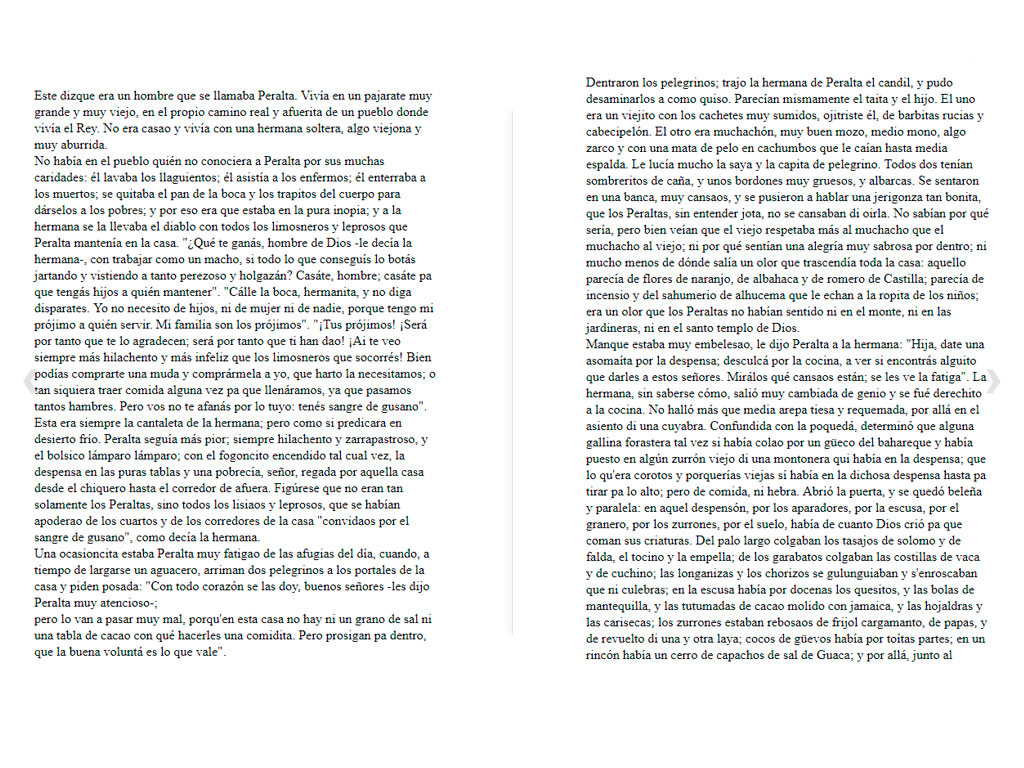 Este dizque era un hombre que se llamaba Peralta. Vivía en un pajarate muy
grande y muy viejo, en el propio camino real y afuerita de un pueblo donde
vivía el Rey. No era casao y vivía con una hermana soltera, algo viejona y
muy aburrida.
No había en el pueblo quién no conociera a Peralta por sus muchas
caridades: él lavaba los llaguientos; él asistía a los enfermos; él enterraba a
los muertos; se quitaba el pan de la boca y los trapitos del cuerpo para
dárselos a los pobres; y por eso era que estaba en la pura inopia; y a la
hermana se la llevaba el diablo con todos los limosneros y leprosos que
Peralta mantenía en la casa. "¿Qué te ganás, hombre de Dios -le decía la
hermana-, con trabajar como un macho, si todo lo que conseguís lo botás
jartando y vistiendo a tanto perezoso y holgazán? Casáte, hombre; casáte pa
que tengás hijos a quién mantener". "Cálle la boca, hermanita, y no diga
disparates. Yo no necesito de hijos, ni de mujer ni de nadie, porque tengo mi
prójimo a quién servir. Mi familia son los prójimos". "¡Tus prójimos! ¡Será
por tanto que te lo agradecen; será por tanto que ti han dao! ¡Ai te veo
siempre más hilachento y más infeliz que los limosneros que socorrés! Bien
podías comprarte una muda y comprármela a yo, que harto la necesitamos; o
tan siquiera traer comida alguna vez pa que llenáramos, ya que pasamos
tantos hambres. Pero vos no te afanás por lo tuyo: tenés sangre de gusano".
Esta era siempre la cantaleta de la hermana; pero como si predicara en
desierto frío. Peralta seguía más pior; siempre hilachento y zarrapastroso, y
el bolsico lámparo lámparo; con el fogoncito encendido tal cual vez, la
despensa en las puras tablas y una pobrecía, señor, regada por aquella casa
desde el chiquero hasta el corredor de afuera. Figúrese que no eran tan
solamente los Peraltas, sino todos los lisiaos y leprosos, que se habían
apoderao de los cuartos y de los corredores de la casa "convidaos por el
sangre de gusano", como decía la hermana.
Una ocasioncita estaba Peralta muy fatigao de las afugias del día, cuando, a
tiempo de largarse un aguacero, arriman dos pelegrinos a los portales de la
casa y piden posada: "Con todo corazón se las doy, buenos señores -les dijo
Peralta muy atencioso-;
pero lo van a pasar muy mal, porqu'en esta casa no hay ni un grano de sal ni
una tabla de cacao con qué hacerles una comidita. Pero prosigan pa dentro,
que la buena voluntá es lo que vale".
Dentraron los pelegrinos; trajo la hermana de Peralta el candil, y pudo
desaminarlos a como quiso. Parecían mismamente el taita y el hijo. El uno
era un viejito con los cachetes muy sumidos, ojitriste él, de barbitas rucias y
cabecipelón. El otro era muchachón, muy buen mozo, medio mono, algo
zarco y con una mata de pelo en cachumbos que le caían hasta media
espalda. Le lucía mucho la saya y la capita de pelegrino. Todos dos tenían
sombreritos de caña, y unos bordones muy gruesos, y albarcas. Se sentaron
en una banca, muy cansaos, y se pusieron a hablar una jerigonza tan bonita,
que los Peraltas, sin entender jota, no se cansaban di oirla. No sabían por qué
sería, pero bien veían que el viejo respetaba más al muchacho que el
muchacho al viejo; ni por qué sentían una alegría muy sabrosa por dentro; ni
mucho menos de dónde salía un olor que trascendía toda la casa: aquello
parecía de flores de naranjo, de albahaca y de romero de Castilla; parecía de
incensio y del sahumerio de alhucema que le echan a la ropita de los niños;
era un olor que los Peraltas no habían sentido ni en el monte, ni en las
jardineras, ni en el santo templo de Dios.
Manque estaba muy embelesao, le dijo Peralta a la hermana: "Hija, date una
asomaíta por la despensa; desculcá por la cocina, a ver si encontrás alguito
que darles a estos señores. Mirálos qué cansaos están; se les ve la fatiga". La
hermana, sin saberse cómo, salió muy cambiada de genio y se fué derechito
a la cocina. No halló más que media arepa tiesa y requemada, por allá en el
asiento di una cuyabra. Confundida con la poquedá, determinó que alguna
gallina forastera tal vez si había colao por un güeco del bahareque y había
puesto en algún zurrón viejo di una montonera qui había en la despensa; que
lo qu'era corotos y porquerías viejas sí había en la dichosa despensa hasta pa
tirar pa lo alto; pero de comida, ni hebra. Abrió la puerta, y se quedó beleña
y paralela: en aquel despensón, por los aparadores, por la escusa, por el
granero, por los zurrones, por el suelo, había de cuanto Dios crió pa que
coman sus criaturas. Del palo largo colgaban los tasajos de solomo y de
falda, el tocino y la empella; de los garabatos colgaban las costillas de vaca
y de cuchino; las longanizas y los chorizos se gulunguiaban y s'enroscaban
que ni culebras; en la escusa había por docenas los quesitos, y las bolas de
mantequilla, y las tutumadas de cacao molido con jamaica, y las hojaldras y
las carisecas; los zurrones estaban rebosaos de frijol cargamanto, de papas, y
de revuelto di una y otra laya; cocos de güevos había por toítas partes; en un
rincón había un cerro de capachos de sal de Guaca; y por allá, junto al